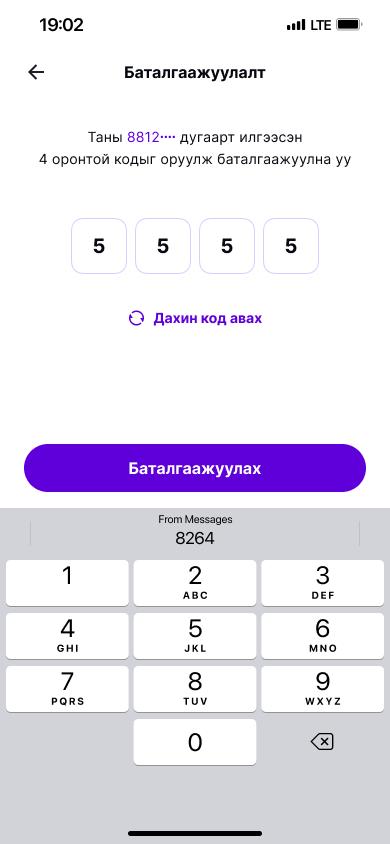 19:02 LTE
Баталгаажуулалт
Таны 8812•••• дугаарт илгээсэн
4 оронтой кодыг оруулж баталгаажуулна уу
5 5 5 5
Дахин код авах
Баталгаажуулах
From Messages
8264
1 2 3
ABC DEF
4 5 6
GHI JKL MNO
7 8 9
PQRS TUV WXYZ
0